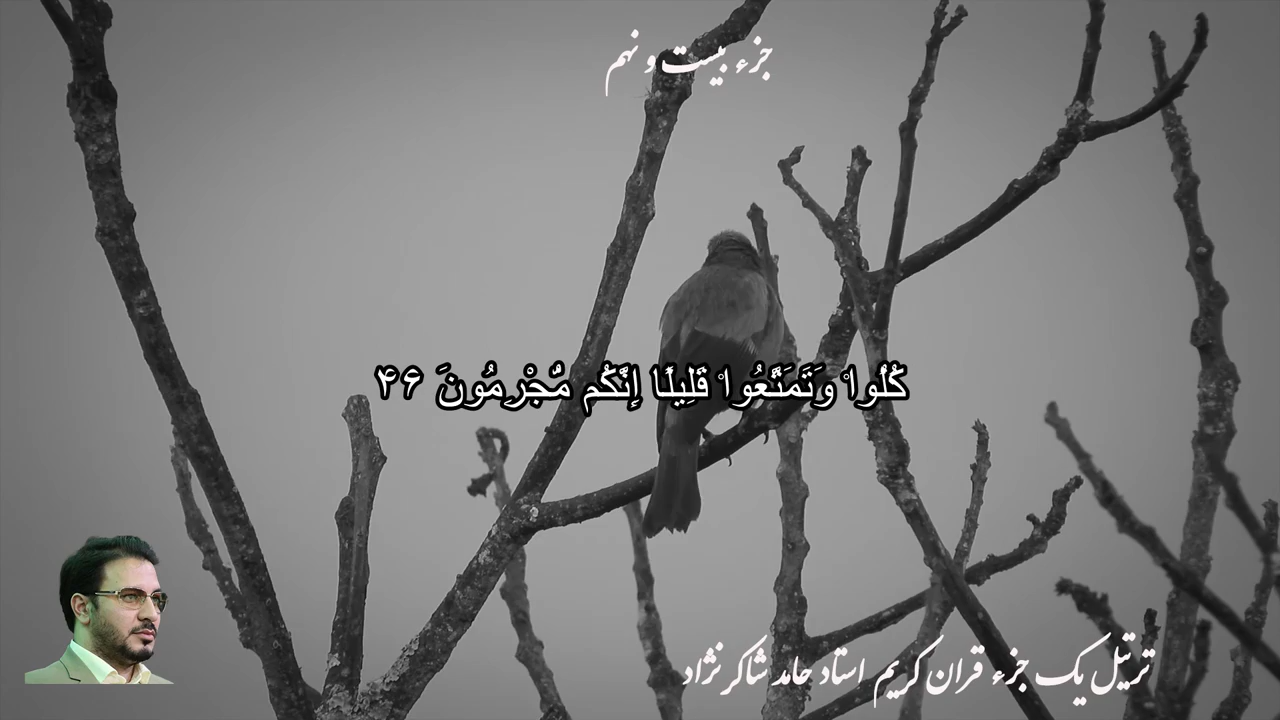 جزء بیست و نهم
كُلُواْ وَتَمَتَّعُواْ قَلِيلًا إِنَّكُم مُّجْرِمُونَ ۴۶
ترتیل یک جزء قران کریم استاد حامد شاکرنژاد